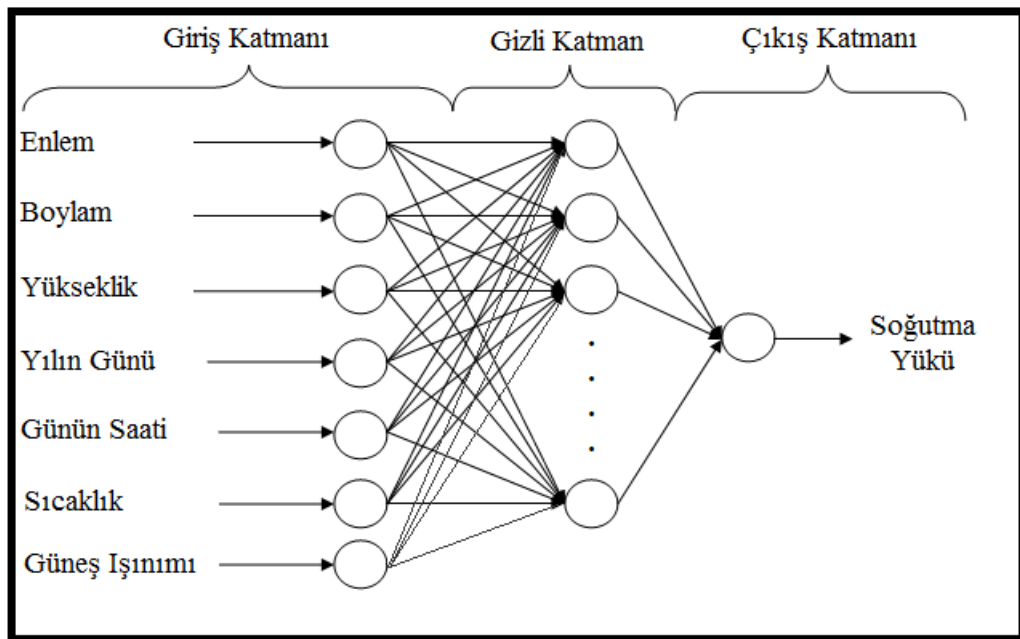 Giriş Katmanı
Gizli Katman
Çıkış Katmanı
Enlem
Boylam
Yükseklik
Yılın Günü
Günün Saati
Sıcaklık
Güneş Işınımı
Soğutma
Yükü